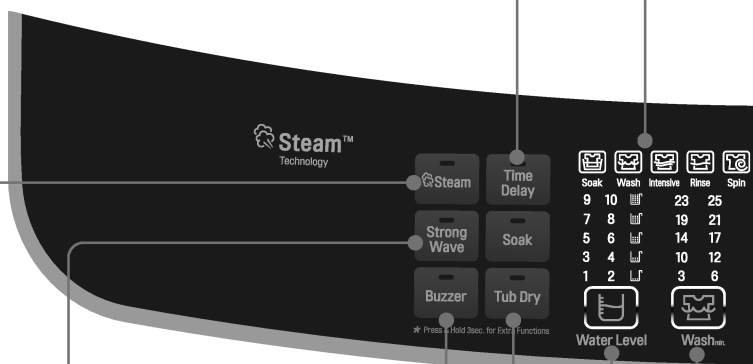 Steam™
Technology
Steam
Time
Delay
Strong
Wave
Soak
Buzzer
Tub Dry
★ Press & Hold 3sec. for Extra Functions
Soak Wash Intensive Rinse Spin
9 10 23 25
7 8 19 21
5 6 14 17
3 4 10 12
1 2 3 6
Water Level
Wash min.